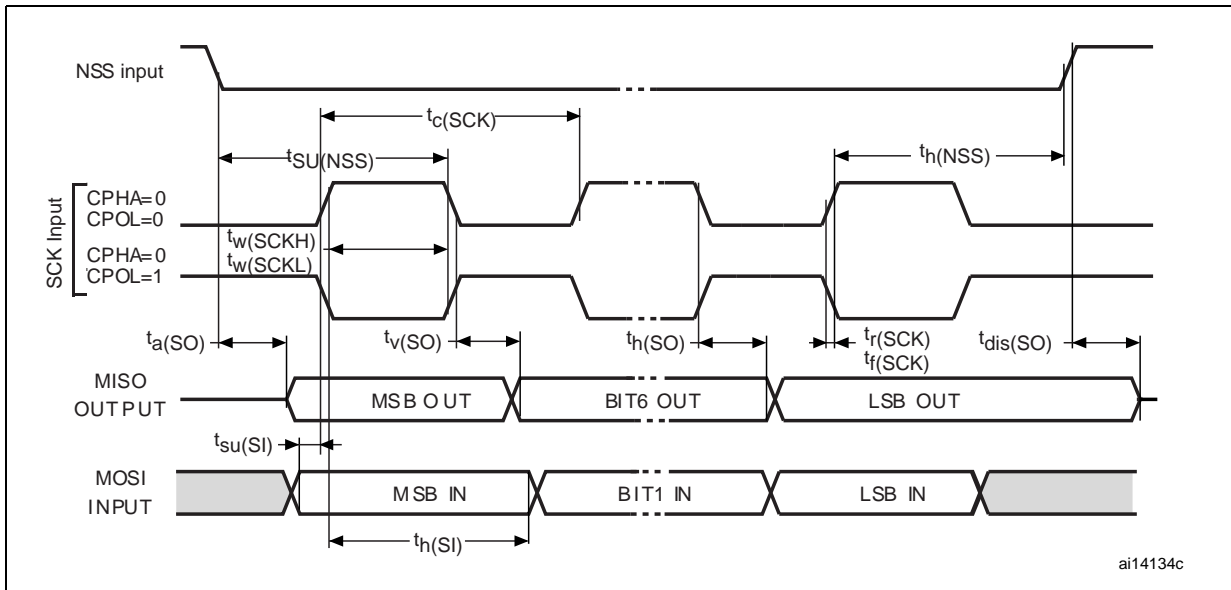 NSS input
tc(SCK)
tSU(NSS)
th(NSS)
SCK Input
CPHA=0
CPOL=0
tw(SCKH)
CPHA=0
tw(SCKL)
CPOL=1
ta(SO)
tv(SO)
th(SO)
tr(SCK)
tf(SCK)
tdis(SO)
MISO
OUTPUT
MSB OUT
BIT6 OUT
LSB OUT
tsu(SI)
MOSI
INPUT
MSB IN
BIT1 IN
LSB IN
th(SI)
ai14134c